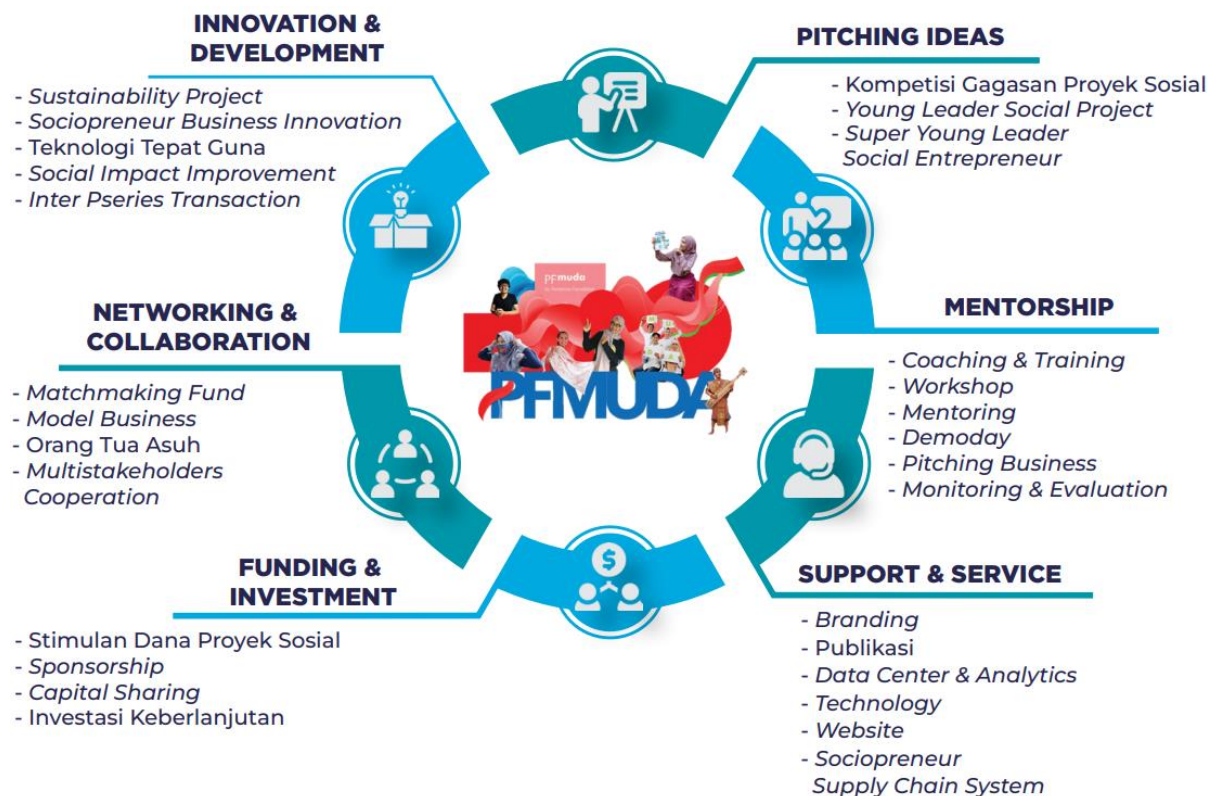 INNOVATION &
DEVELOPMENT
- Sustainability Project
- Sociopreneur Business Innovation
- Teknologi Tepat Guna
- Social Impact Improvement
- Inter Pseries Transaction
PITCHING IDEAS
- Kompetisi Gagasan Proyek Sosial
- Young Leader Social Project
- Super Young Leader
Social Entrepreneur
NETWORKING &
COLLABORATION
- Matchmaking Fund
- Model Business
- Orang Tua Asuh
- Multistakeholders
Cooperation
pfmuda
PFMUDA
MENTORSHIP
- Coaching & Training
- Workshop
- Mentoring
- Demoday
- Pitching Business
- Monitoring & Evaluation
FUNDING &
INVESTMENT
- Stimulan Dana Proyek Sosial
- Sponsorship
- Capital Sharing
- Investasi Keberlanjutan
SUPPORT & SERVICE
- Branding
- Publikasi
- Data Center & Analytics
- Technology
- Website
- Sociopreneur
Supply Chain System